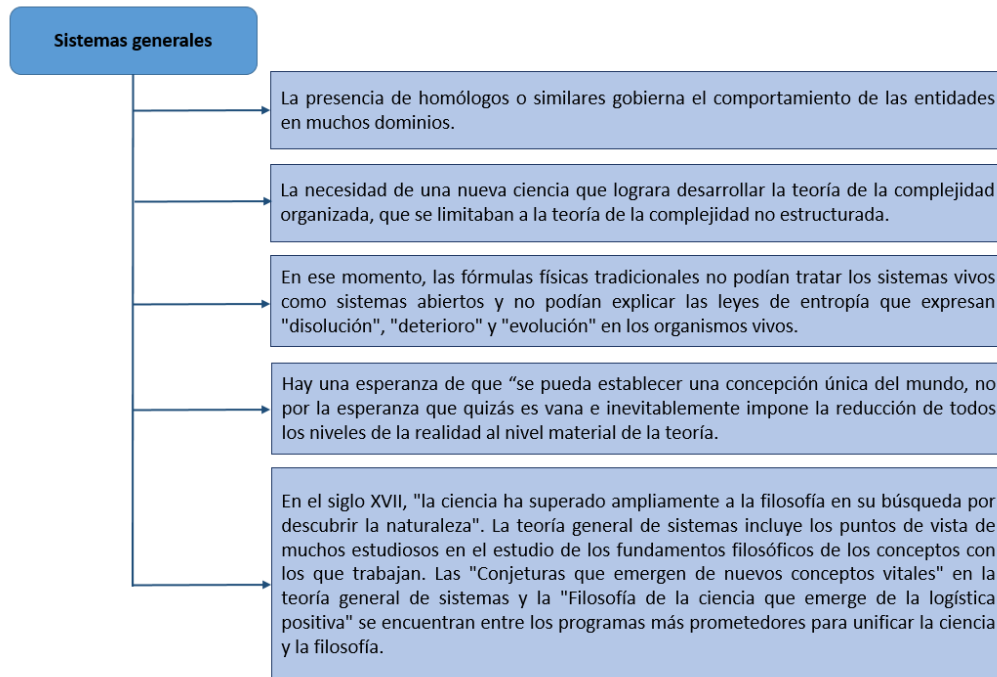 Sistemas generales
La presencia de homólogos o similares gobierna el comportamiento de las entidades
en muchos dominios.
La necesidad de una nueva ciencia que lograra desarrollar la teoría de la complejidad
organizada, que se limitaban a la teoría de la complejidad no estructurada.
En ese momento, las fórmulas físicas tradicionales no podían tratar los sistemas vivos
como sistemas abiertos y no podían explicar las leyes de entropía que expresan
"disolución", "deterioro" y "evolución" en los organismos vivos.
Hay una esperanza de que “se pueda establecer una concepción única del mundo, no
por la esperanza que quizás es vana e inevitablemente impone la reducción de todos
los niveles de la realidad al nivel material de la teoría.
En el siglo XVII, "la ciencia ha superado ampliamente a la filosofía en su búsqueda por
descubrir la naturaleza". La teoría general de sistemas incluye los puntos de vista de
muchos estudiosos en el estudio de los fundamentos filosóficos de los conceptos con
los que trabajan. Las "Conjeturas que emergen de nuevos conceptos vitales" en la
teoría general de sistemas y la "Filosofía de la ciencia que emerge de la logística
positiva" se encuentran entre los programas más prometedores para unificar la ciencia
y la filosofía.